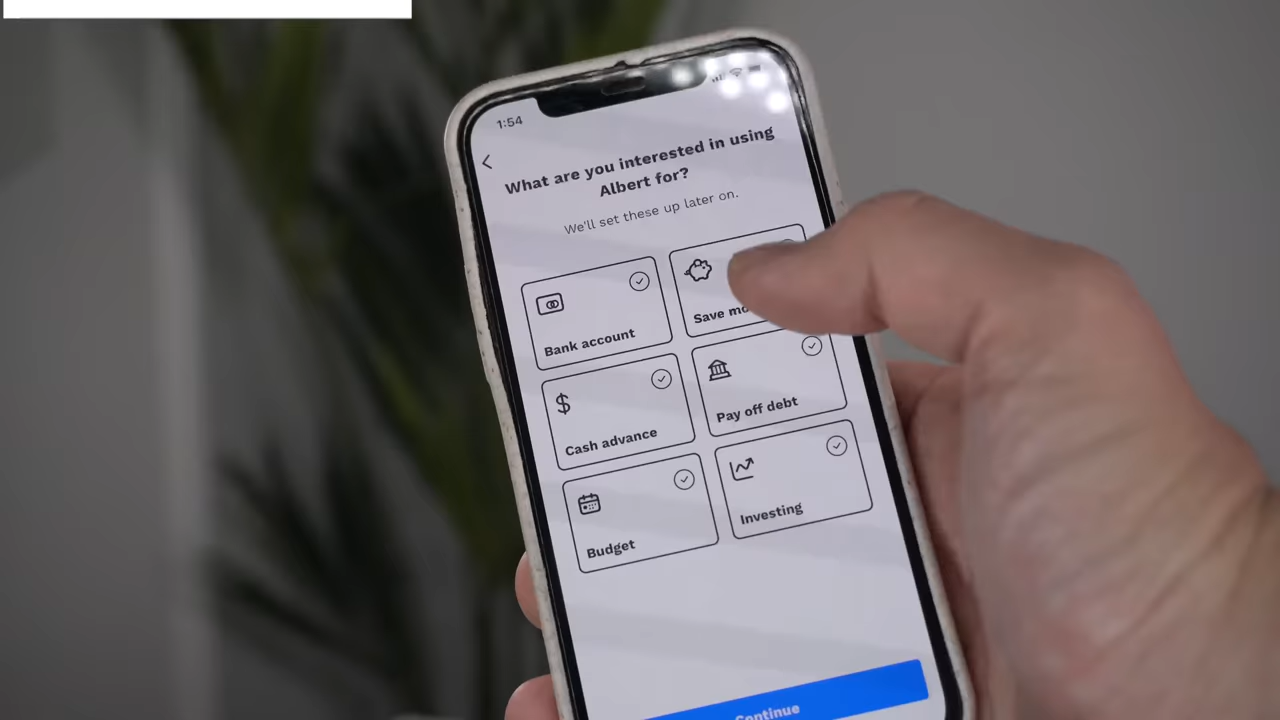 1:54
What are you interested in using
Albert for?
We'll set these up later on.
Bank account
Save
Cash advance
Pay off debt
Budget
Investing
Continue